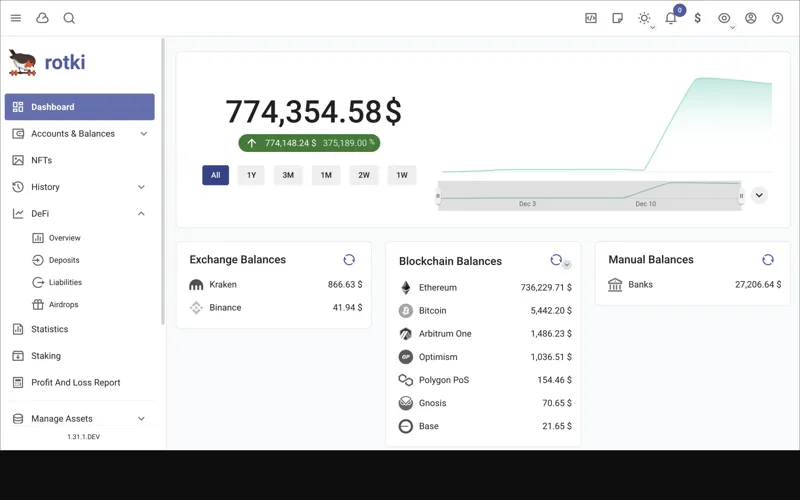 0
$
rotki
Dashboard
Accounts & Balances
NFTs
History
DeFi
Overview
Deposits
Liabilities
Airdrops
Statistics
Staking
Profit And Loss Report
Manage Assets
1.31.1.DEV
774,354.58 $
774,148.24 $ 375,189.00 %
All 1Y 3M 1M 2W 1W
Dec 3 Dec 10
Exchange Balances
Kraken 866.63 $
Binance 41.94 $
Blockchain Balances
Ethereum 736,229.71 $
Bitcoin 5,442.20 $
Arbitrum One 1,486.23 $
OP Optimism 1,036.51 $
Polygon PoS 154.46 $
Gnosis 70.65 $
Base 21.65 $
Manual Balances
Banks 27,206.64 $